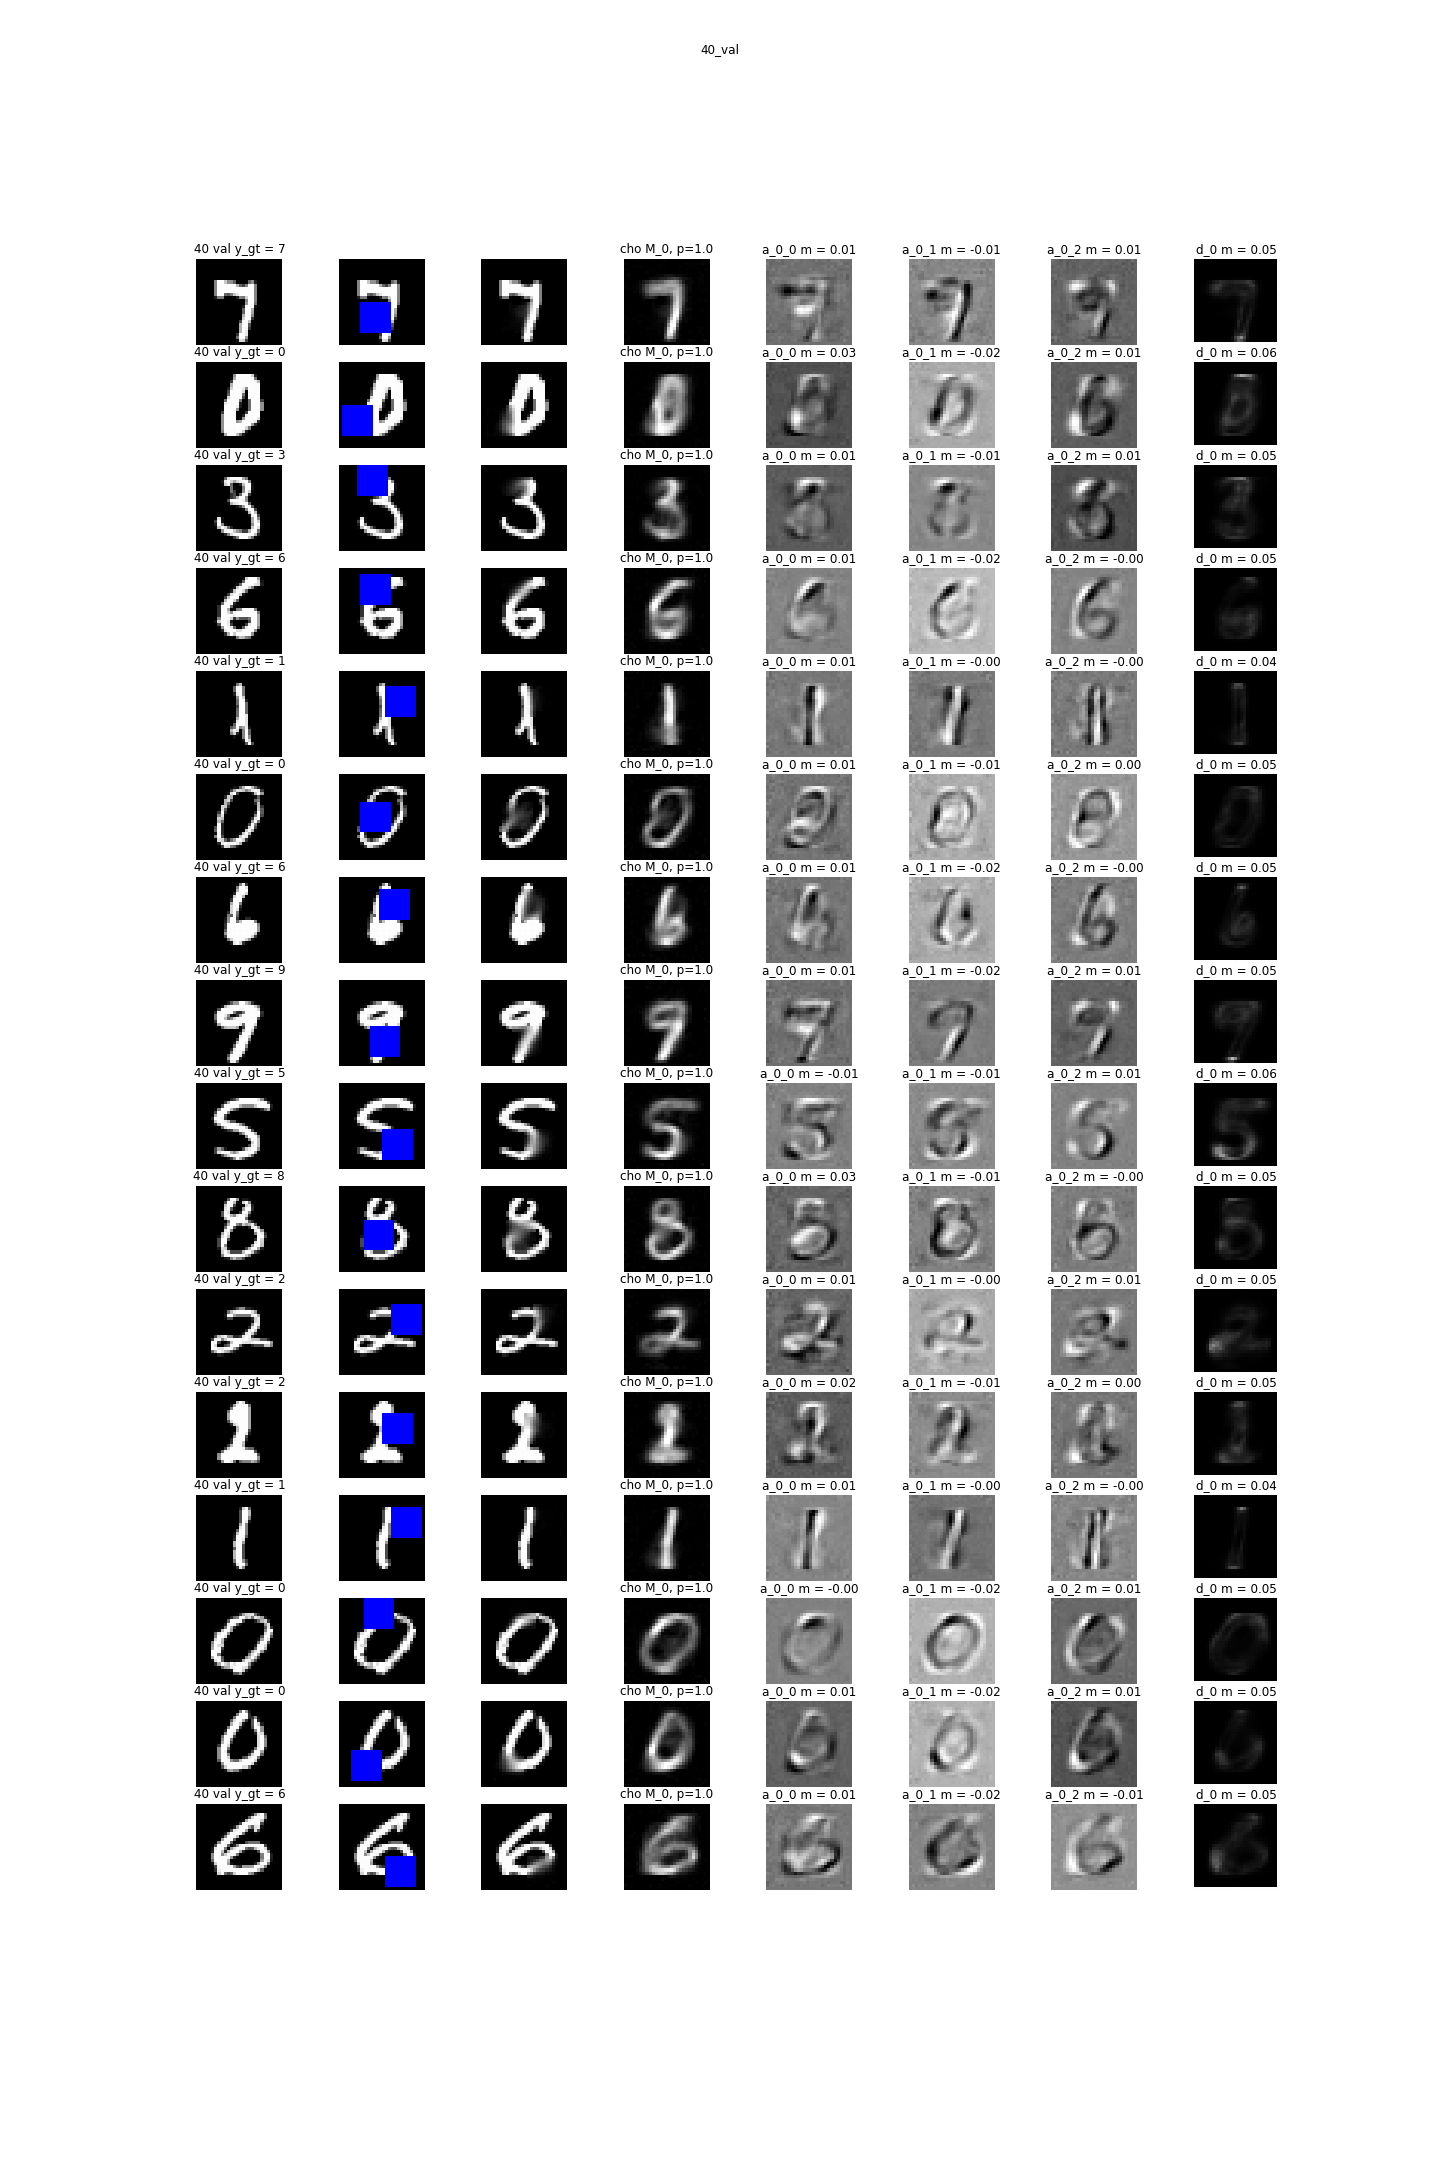 40_val
40 val y_gt = 7 cho M_0, p=1.0 a_0_0 m = 0.01 a_0_1 m = -0.01 a_0_2 m = 0.01 d_0 m = 0.05
40 val y_gt = 0 cho M_0, p=1.0 a_0_0 m = 0.03 a_0_1 m = -0.02 a_0_2 m = 0.01 d_0 m = 0.06
40 val y_gt = 3 cho M_0, p=1.0 a_0_0 m = 0.01 a_0_1 m = -0.01 a_0_2 m = 0.01 d_0 m = 0.05
40 val y_gt = 6 cho M_0, p=1.0 a_0_0 m = 0.01 a_0_1 m = -0.02 a_0_2 m = -0.00 d_0 m = 0.05
40 val y_gt = 1 cho M_0, p=1.0 a_0_0 m = 0.01 a_0_1 m = -0.00 a_0_2 m = -0.00 d_0 m = 0.04
40 val y_gt = 0 cho M_0, p=1.0 a_0_0 m = 0.01 a_0_1 m = -0.01 a_0_2 m = 0.00 d_0 m = 0.05
40 val y_gt = 6 cho M_0, p=1.0 a_0_0 m = 0.01 a_0_1 m = -0.02 a_0_2 m = -0.00 d_0 m = 0.05
40 val y_gt = 9 cho M_0, p=1.0 a_0_0 m = 0.01 a_0_1 m = -0.02 a_0_2 m = 0.01 d_0 m = 0.05
40 val y_gt = 5 cho M_0, p=1.0 a_0_0 m = -0.01 a_0_1 m = -0.01 a_0_2 m = 0.01 d_0 m = 0.06
40 val y_gt = 8 cho M_0, p=1.0 a_0_0 m = 0.03 a_0_1 m = -0.01 a_0_2 m = -0.00 d_0 m = 0.05
40 val y_gt = 2 cho M_0, p=1.0 a_0_0 m = 0.01 a_0_1 m = -0.00 a_0_2 m = 0.01 d_0 m = 0.05
40 val y_gt = 2 cho M_0, p=1.0 a_0_0 m = 0.02 a_0_1 m = -0.01 a_0_2 m = 0.00 d_0 m = 0.05
40 val y_gt = 1 cho M_0, p=1.0 a_0_0 m = 0.01 a_0_1 m = -0.00 a_0_2 m = -0.00 d_0 m = 0.04
40 val y_gt = 0 cho M_0, p=1.0 a_0_0 m = -0.00 a_0_1 m = -0.02 a_0_2 m = 0.01 d_0 m = 0.05
40 val y_gt = 0 cho M_0, p=1.0 a_0_0 m = 0.01 a_0_1 m = -0.02 a_0_2 m = 0.01 d_0 m = 0.05
40 val y_gt = 6 cho M_0, p=1.0 a_0_0 m = 0.01 a_0_1 m = -0.02 a_0_2 m = -0.01 d_0 m = 0.05